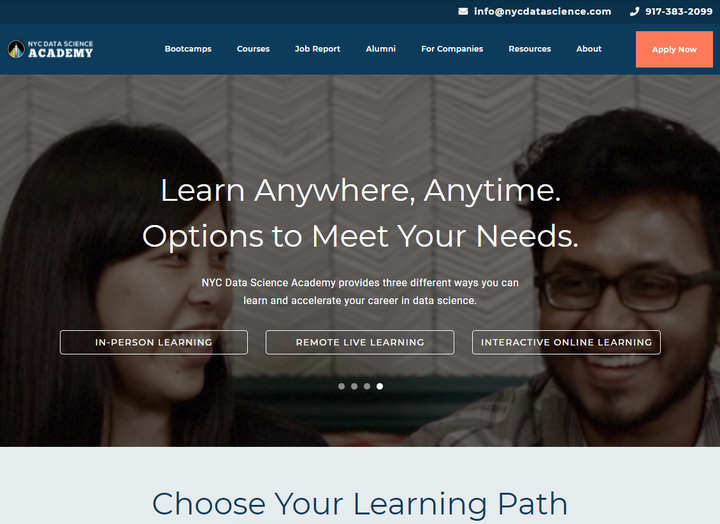 info@nycdatascience.com 917-383-2099
NYC DATA SCIENCE
ACADEMY
Bootcamps Courses Job Report Alumni For Companies Resources About Apply Now
Learn Anywhere, Anytime.
Options to Meet Your Needs.
NYC Data Science Academy provides three different ways you can
learn and accelerate your career in data science.
IN-PERSON LEARNING REMOTE LIVE LEARNING INTERACTIVE ONLINE LEARNING
Choose Your Learning Path